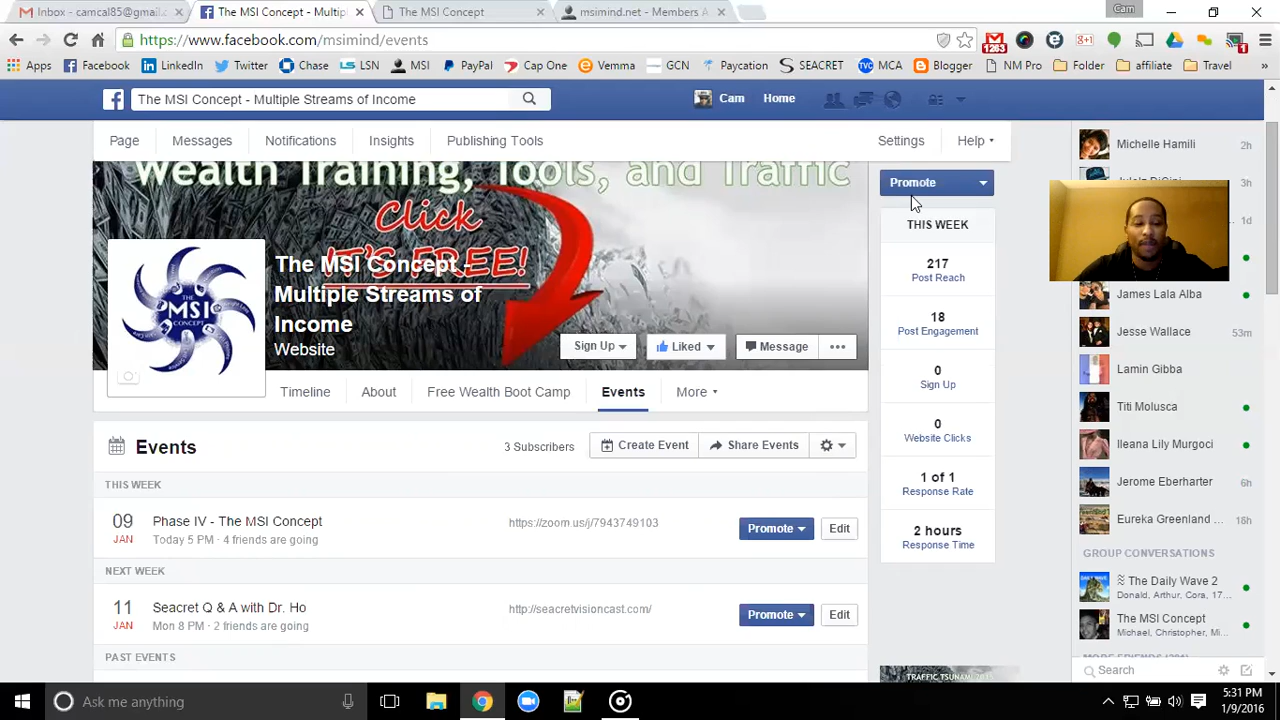 Inbox - camcal85@gmail.c
The MSI Concept - Multip
The MSI Concept
msimind.net - Members A
Cam
https://www.facebook.com/msimind/events
1263
1
Apps
Facebook
LinkedIn
Twitter
Chase
LSN
MSI
PayPal
Cap One
Vemma
GCN
Paycation
SEACRET
MCA
Blogger
NM Pro
Folder
affiliate
Travel
The MSI Concept - Multiple Streams of Income
Cam
Home
Page
Messages
Notifications
Insights
Publishing Tools
Settings
Help
Wealth Training, Tools, and Traffic
Click
IT'S FREE!
THE
MSI
CONCEPT
The MSI Concept -
Multiple Streams of
Income
Website
Sign Up
Liked
Message
Timeline
About
Free Wealth Boot Camp
Events
More
Promote
THIS WEEK
217
Post Reach
18
Post Engagement
0
Sign Up
0
Website Clicks
1 of 1
Response Rate
2 hours
Response Time
Events
3 Subscribers
Create Event
Share Events
THIS WEEK
09
JAN
Phase IV - The MSI Concept
Today 5 PM · 4 friends are going
https://zoom.us/j/7943749103
Promote
Edit
NEXT WEEK
11
JAN
Seacret Q & A with Dr. Ho
Mon 8 PM · 2 friends are going
http://seacretvisioncast.com/
Promote
Edit
PAST EVENTS
TRAFFIC TSUNAMI
Michelle Hamili
2h
3h
1d
James Lala Alba
Jesse Wallace
53m
Lamin Gibba
Titi Molusca
Ileana Lily Murgoci
Jerome Eberharter
6h
Eureka Greenland ...
16h
GROUP CONVERSATIONS
The Daily Wave 2
Donald, Arthur, Cora, 17...
The MSI Concept
Michael, Christopher, Mi...
Search
Ask me anything
5:31 PM
1/9/2016